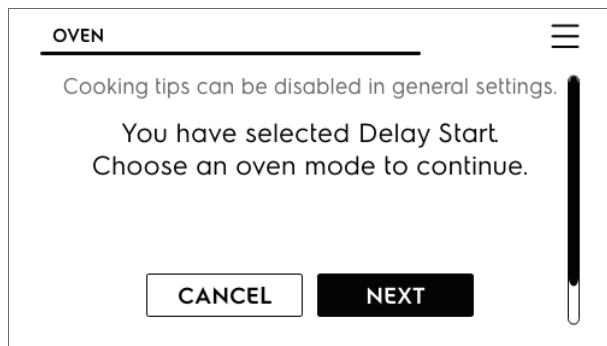 OVEN
Cooking tips can be disabled in general settings.
You have selected Delay Start.
Choose an oven mode to continue.
CANCEL
NEXT